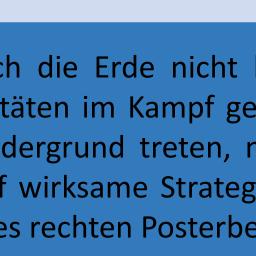 ch die Erde nicht
täten im Kampf ge
dergrund treten,
f wirksame Strateg
es rechten Posterbe